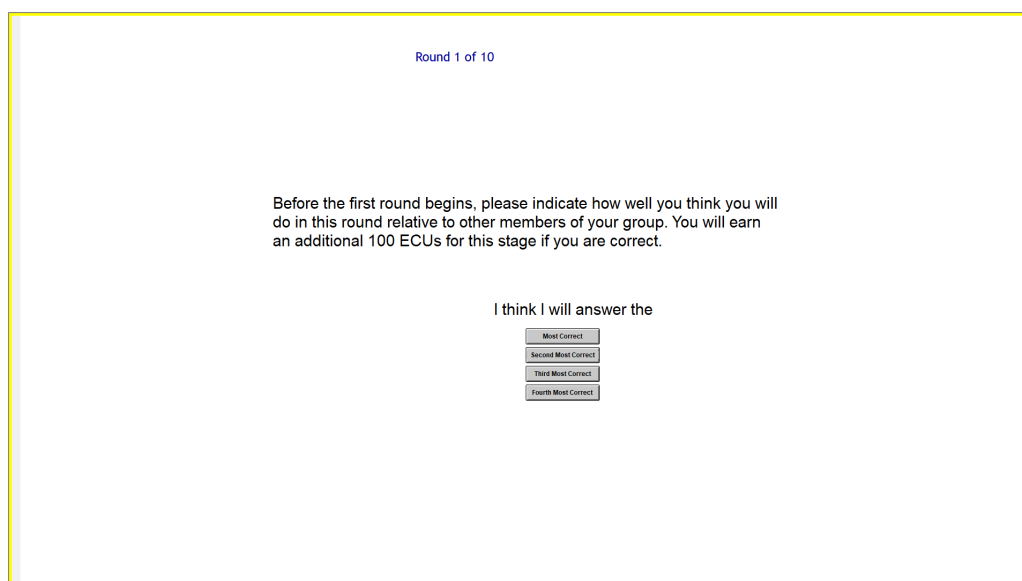 Round 1 of 10
Before the first round begins, please indicate how well you think you will
do in this round relative to other members of your group. You will earn
an additional 100 ECUs for this stage if you are correct.
I think I will answer the
Most Correct
Second Most Correct
Third Most Correct
Fourth Most Correct